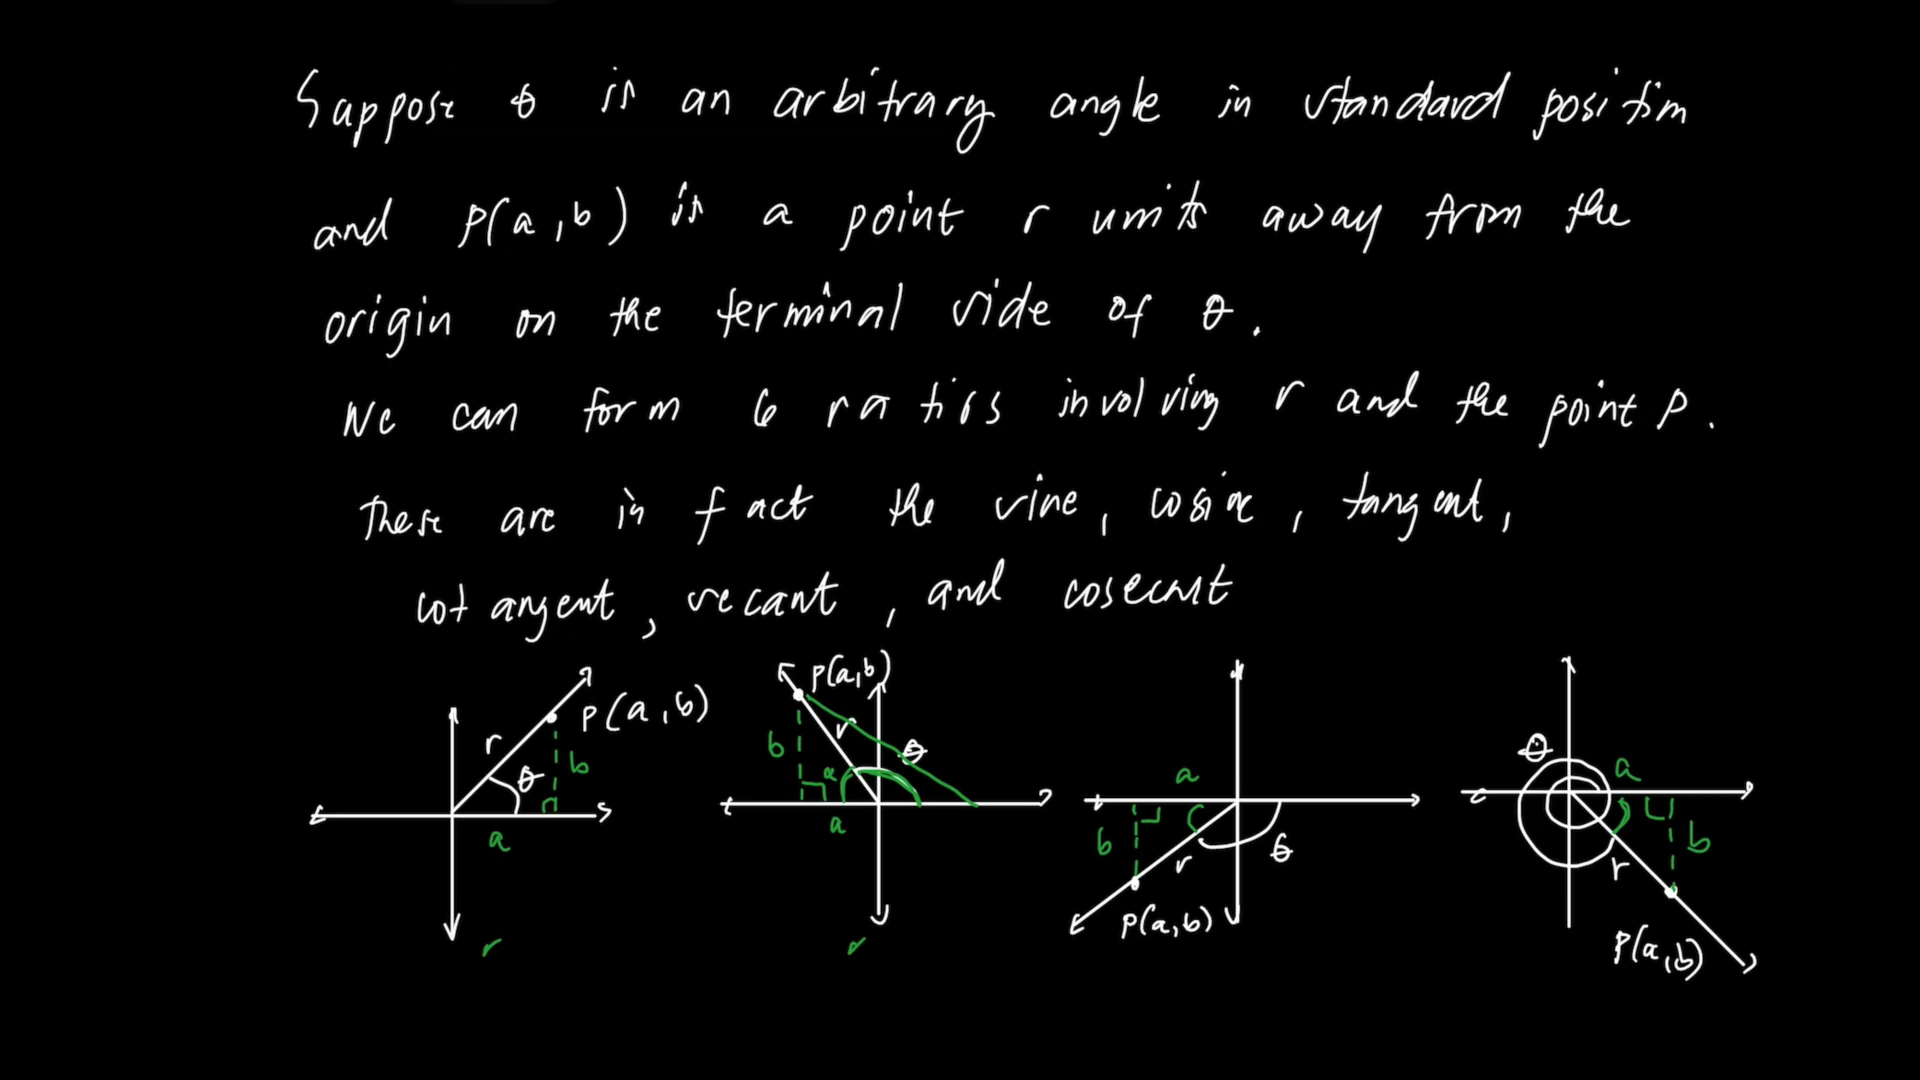 Suppose θ is an arbitrary angle in standard position
and P(a,b) is a point r units away from the
origin on the terminal side of θ.
We can form 6 ratios involving r and the point P.
These are in fact the sine, cosine, tangent,
cotangent, secant, and cosecant
P(a,b)
r
θ
b
a
r
P(a,b)
b
r
θ
α
a
r
a
b
r
θ
P(a,b)
θ
a
b
r
P(a,b)